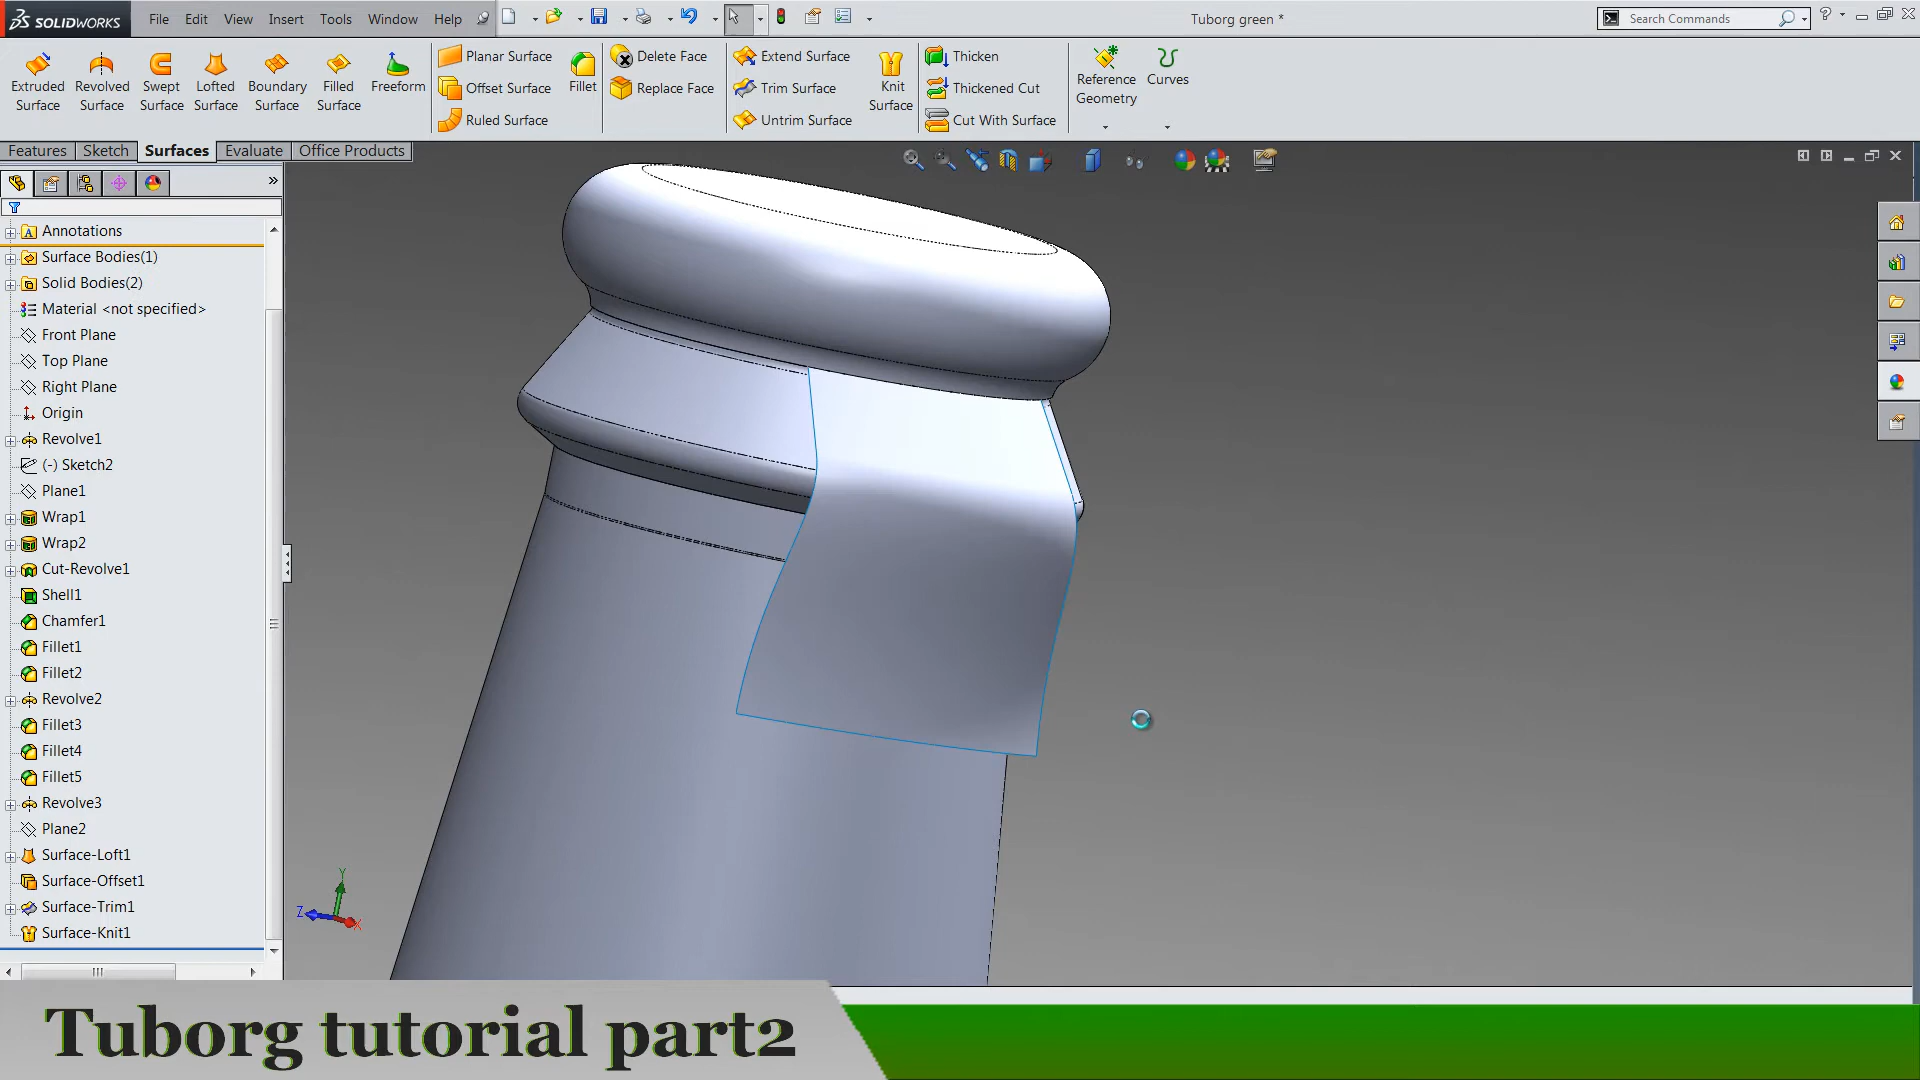 SOLIDWORKS
File Edit View Insert Tools Window Help
Tuborg green *
Search Commands
?
Extruded Surface
Revolved Surface
Swept Surface
Lofted Surface
Boundary Surface
Filled Surface
Freeform
Planar Surface
Offset Surface
Ruled Surface
Fillet
Delete Face
Replace Face
Extend Surface
Trim Surface
Untrim Surface
Knit Surface
Thicken
Thickened Cut
Cut With Surface
Reference Geometry
Curves
Features Sketch Surfaces Evaluate Office Products
»
Annotations
Surface Bodies(1)
Solid Bodies(2)
Material <not specified>
Front Plane
Top Plane
Right Plane
Origin
Revolve1
(-) Sketch2
Plane1
Wrap1
Wrap2
Cut-Revolve1
Shell1
Chamfer1
Fillet1
Fillet2
Revolve2
Fillet3
Fillet4
Fillet5
Revolve3
Plane2
Surface-Loft1
Surface-Offset1
Surface-Trim1
Surface-Knit1
Y
Z
X
Tuborg tutorial part2